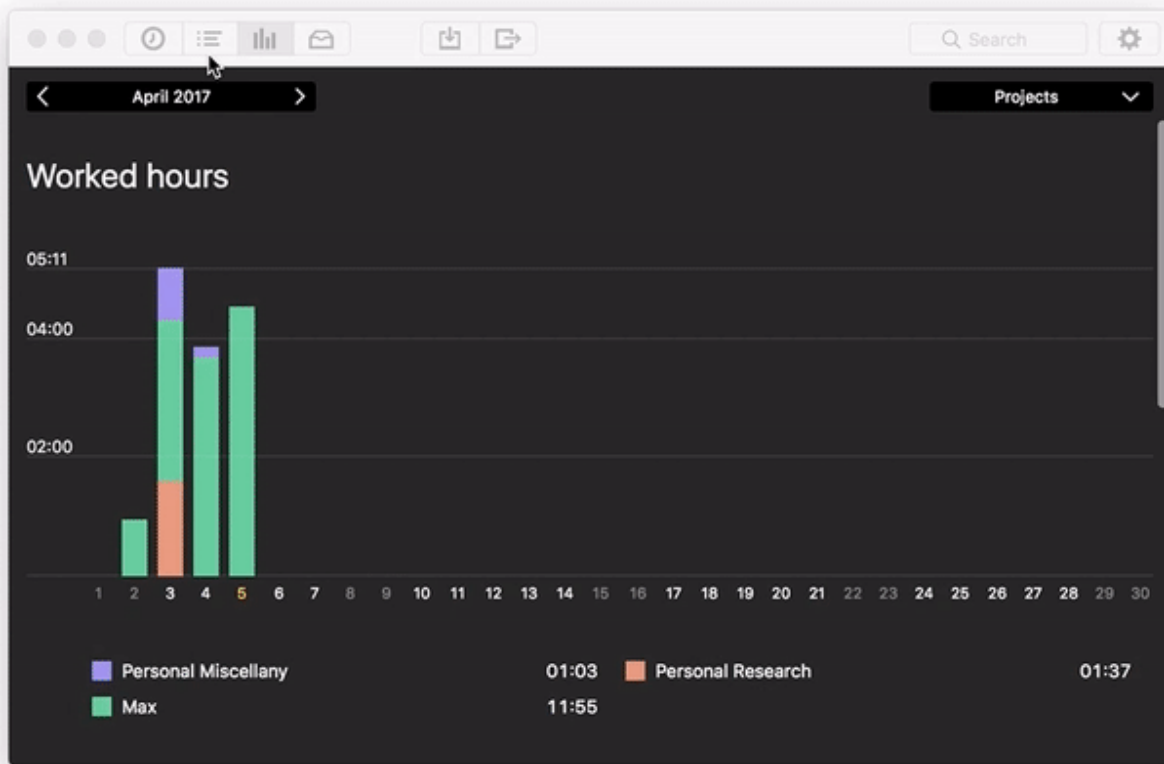 Search
April 2017 Projects
Worked hours
05:11
04:00
02:00
1 2 3 4 5 6 7 8 9 10 11 12 13 14 15 16 17 18 19 20 21 22 23 24 25 26 27 28 29 30
Personal Miscellany 01:03 Personal Research 01:37
Max 11:55